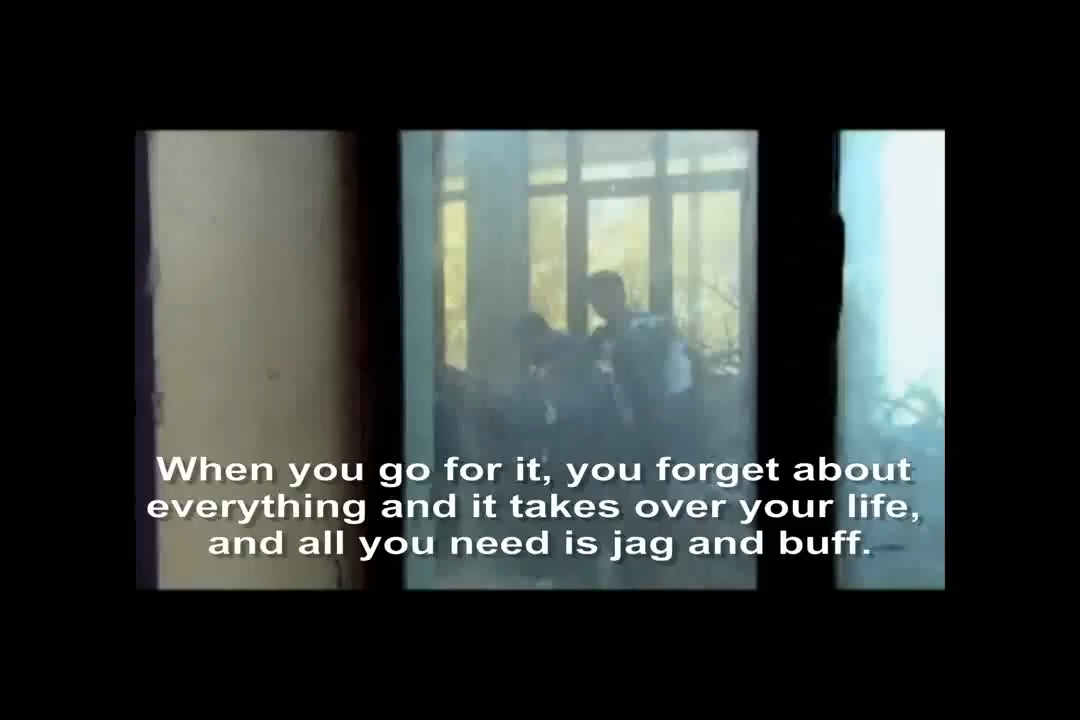 When you go for it, you forget about
everything and it takes over your life,
and all you need is jag and buff.